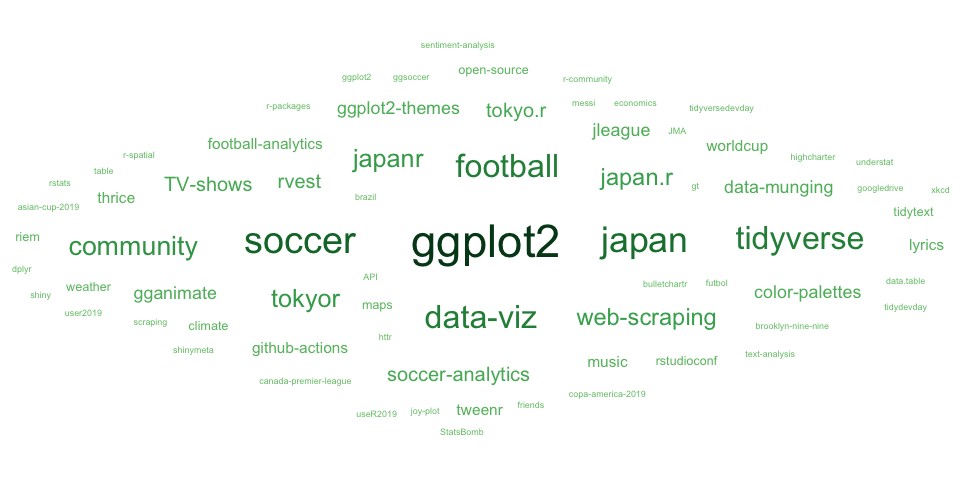 sentiment-analysis
open-source
ggplot2 ggsoccer r-community
r-packages ggplot2-themes tokyo.r messi economics tidyversedevday
football-analytics jleague JMA worldcup
r-spatial japanr football highcharter understat
table rstats thrice TV-shows rvest japan.r gt data-munging googledrive xkcd
asian-cup-2019 brazil tidytext
riem community soccer ggplot2 japan tidyverse lyrics
dplyr API bulletchartr futbol data.table
shiny weather gganimate tokyor maps color-palettes tidydevday
user2019 scraping climate data-viz web-scraping brooklyn-nine-nine
shinymeta github-actions httr music rstudioconf text-analysis
canada-premier-league soccer-analytics copa-america-2019
useR2019 joy-plot tweenr friends
StatsBomb